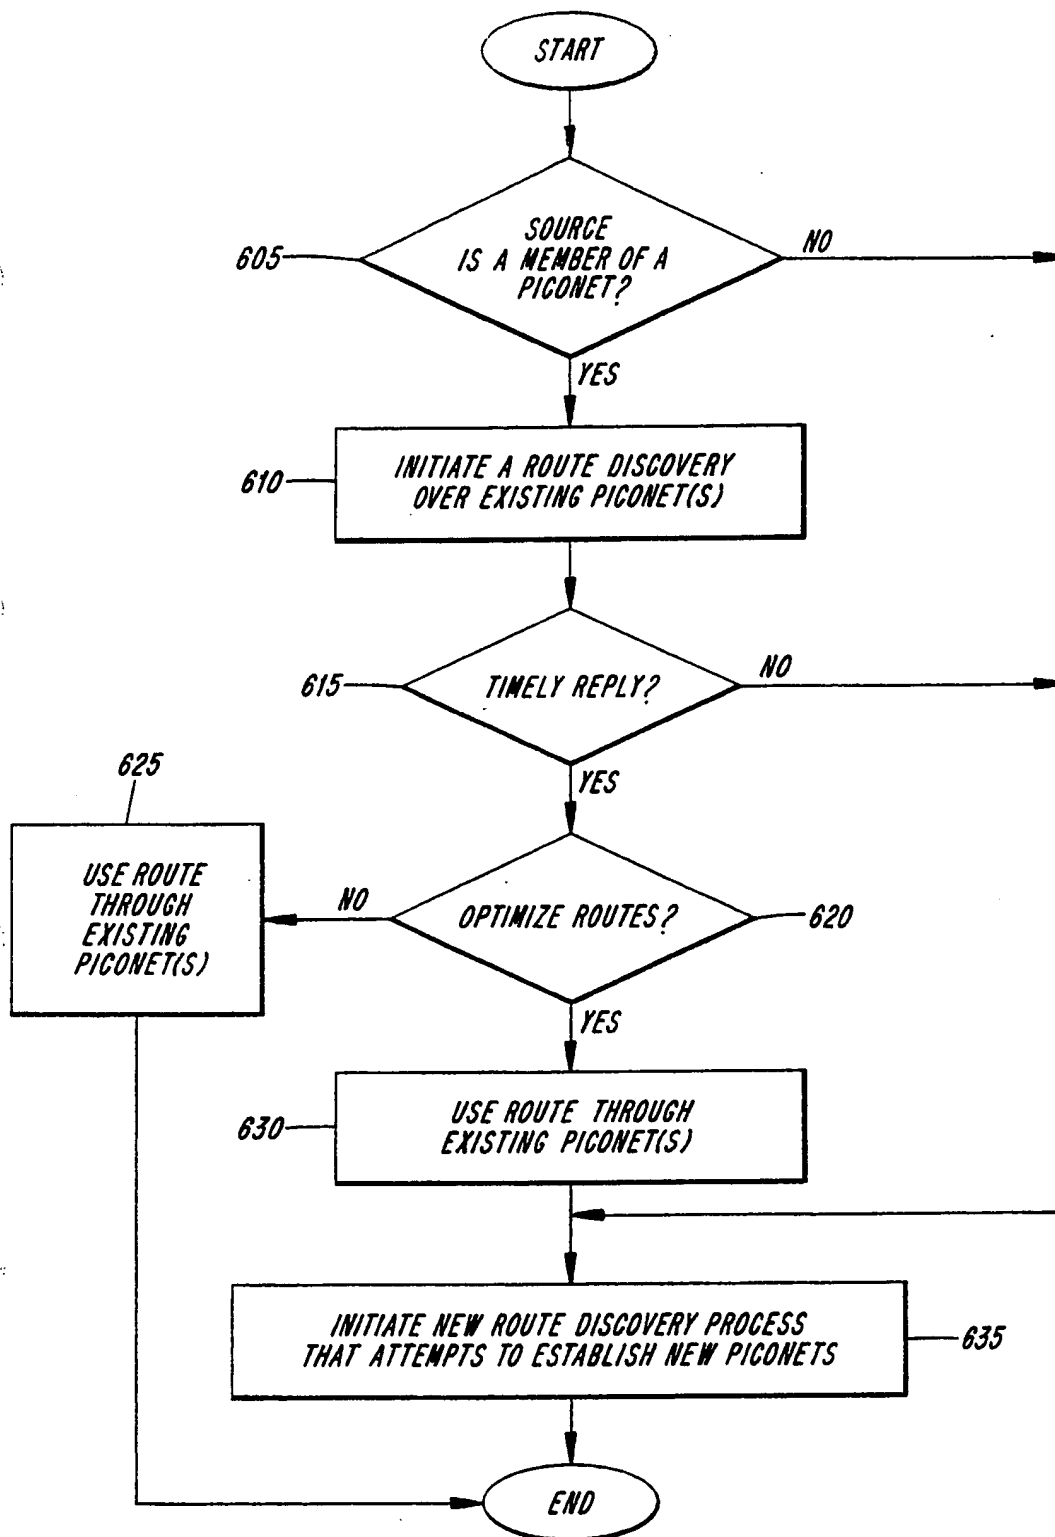 START
SOURCE
IS A MEMBER OF A
PICONET?
605
NO
YES
INITIATE A ROUTE DISCOVERY
OVER EXISTING PICONET(S)
610
TIMELY REPLY?
615
NO
YES
625
USE ROUTE
THROUGH
EXISTING
PICONET(S)
NO
OPTIMIZE ROUTES?
620
YES
USE ROUTE THROUGH
EXISTING PICONET(S)
630
INITIATE NEW ROUTE DISCOVERY PROCESS
THAT ATTEMPTS TO ESTABLISH NEW PICONETS
635
END